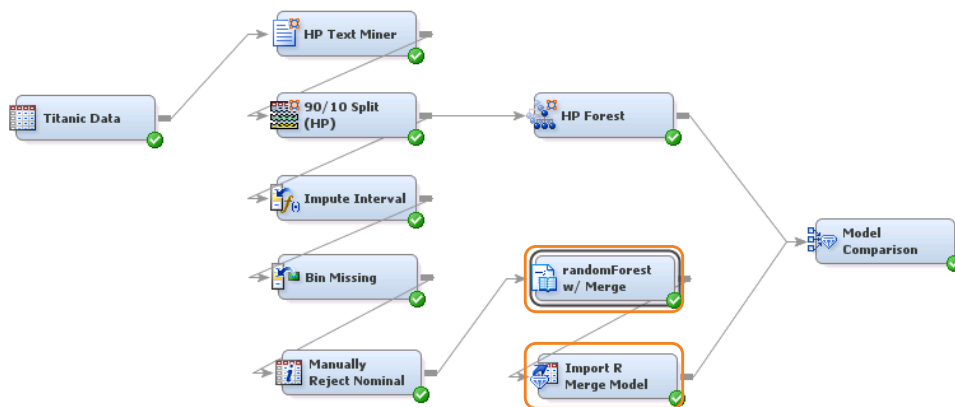 HP Text Miner
Titanic Data
90/10 Split
(HP)
HP Forest
Impute Interval
Model
Comparison
Bin Missing
randomForest
w/ Merge
Manually
Reject Nominal
Import R
Merge Model